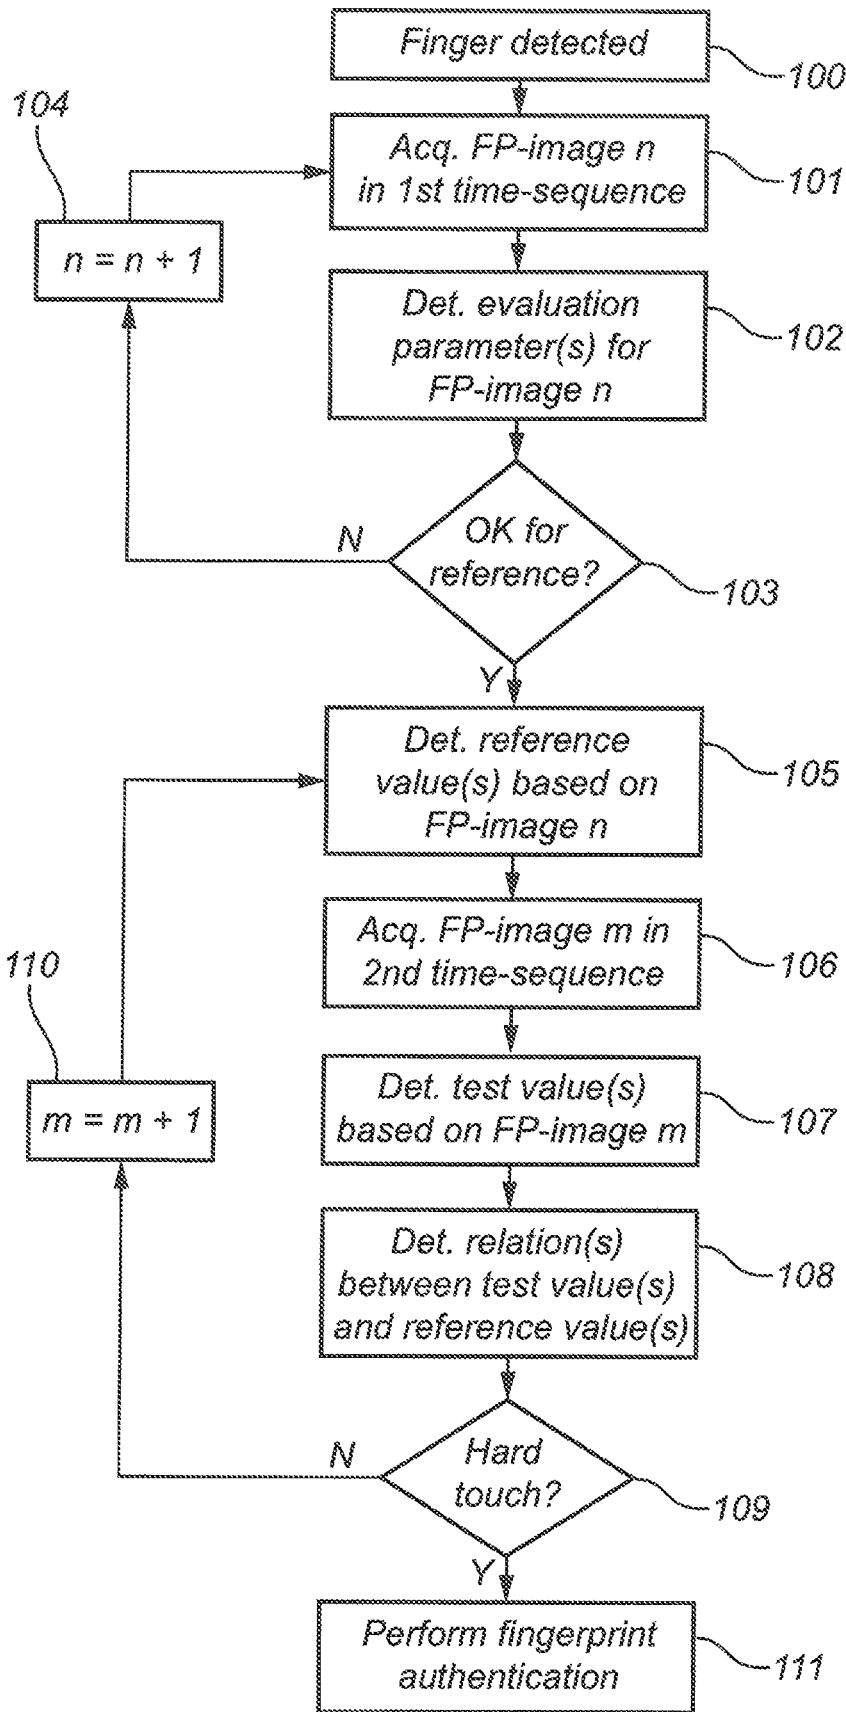 Finger detected
100
104
Acq. FP-image n
in 1st time-sequence
101
n = n + 1
Det. evaluation
parameter(s) for
FP-image n
102
N
OK for
reference?
103
Y
Det. reference
value(s) based on
FP-image n
105
Acq. FP-image m in
2nd time-sequence
106
110
m = m + 1
Det. test value(s)
based on FP-image m
107
Det. relation(s)
between test value(s)
and reference value(s)
108
N
Hard
touch?
109
Y
Perform fingerprint
authentication
111